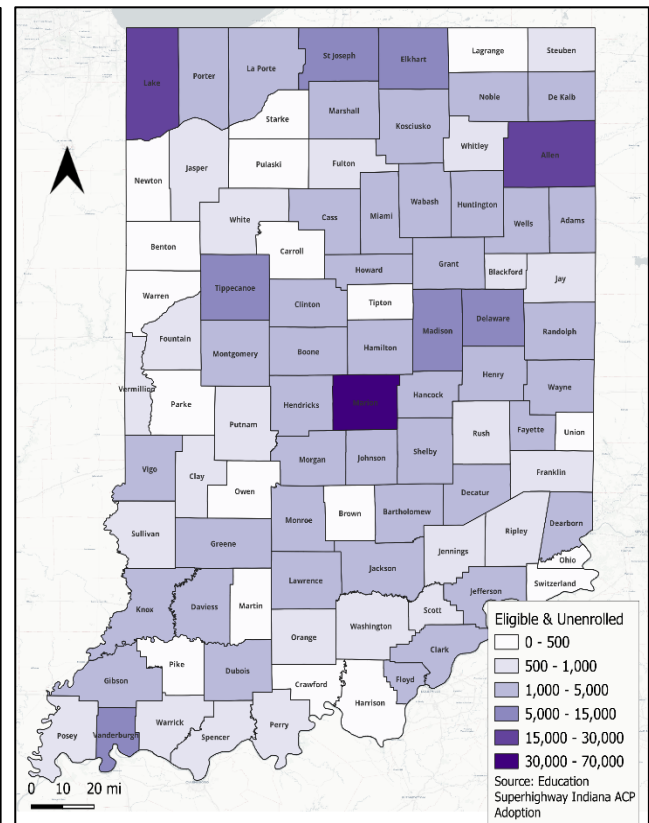 St Joseph
Elkhart
Lagrange
Steuben
Lake
Porter
La Porte
Noble
De Kalb
Starke
Marshall
Kosciusko
Whitley
Allen
Newton
Jasper
Pulaski
Fulton
White
Cass
Miami
Wabash
Huntington
Wells
Adams
Benton
Carroll
Howard
Grant
Blackford
Jay
Warren
Tippecanoe
Clinton
Tipton
Madison
Delaware
Randolph
Fountain
Montgomery
Boone
Hamilton
Henry
Wayne
Vermillion
Parke
Putnam
Hendricks
Marion
Hancock
Rush
Fayette
Union
Vigo
Clay
Owen
Morgan
Johnson
Shelby
Franklin
Sullivan
Greene
Monroe
Brown
Bartholomew
Decatur
Jennings
Ripley
Dearborn
Ohio
Switzerland
Knox
Daviess
Martin
Lawrence
Jackson
Jefferson
Orange
Washington
Scott
Clark
Gibson
Pike
Dubois
Crawford
Harrison
Floyd
Posey
Vanderburgh
Warrick
Spencer
Perry
Eligible & Unenrolled
0 - 500
500 - 1,000
1,000 - 5,000
5,000 - 15,000
15,000 - 30,000
30,000 - 70,000
Source: Education
Superhighway Indiana ACP
Adoption
0 10 20 mi